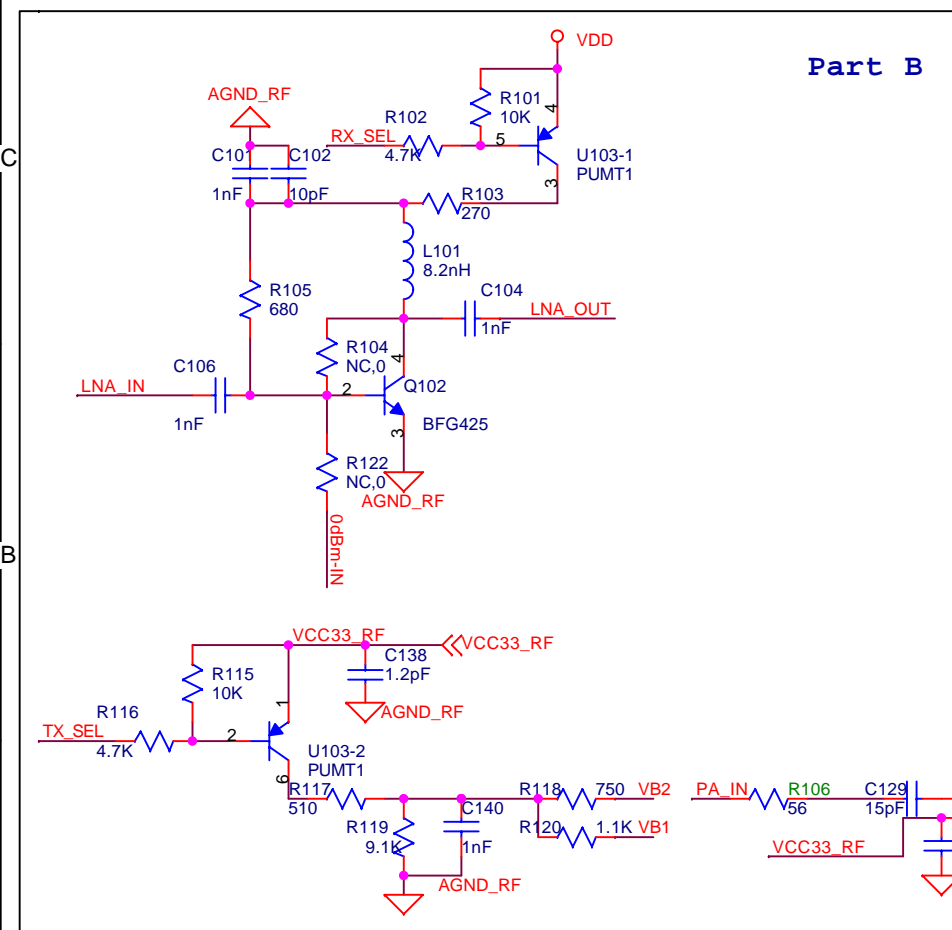 VDD
Part B
AGND_RF
R101
10K
4
R102
RX_SEL
4.7K
5
C
C101
C102
U103-1
PUMT1
3
1nF
10pF
R103
270
L101
8.2nH
R105
680
C104
LNA_OUT
1nF
R104
NC,0
4
C106
LNA_IN
2
Q102
1nF
BFG425
3
R122
NC,0
AGND_RF
0dBm-IN
B
VCC33_RF
VCC33_RF
C138
1.2pF
R115
10K
1
AGND_RF
R116
TX_SEL
4.7K
2
U103-2
PUMT1
6
R117
510
R118
750
VB2
PA_IN
R106
56
C129
15pF
R119
9.1K
C140
1nF
R120
1.1K
VB1
VCC33_RF
AGND_RF